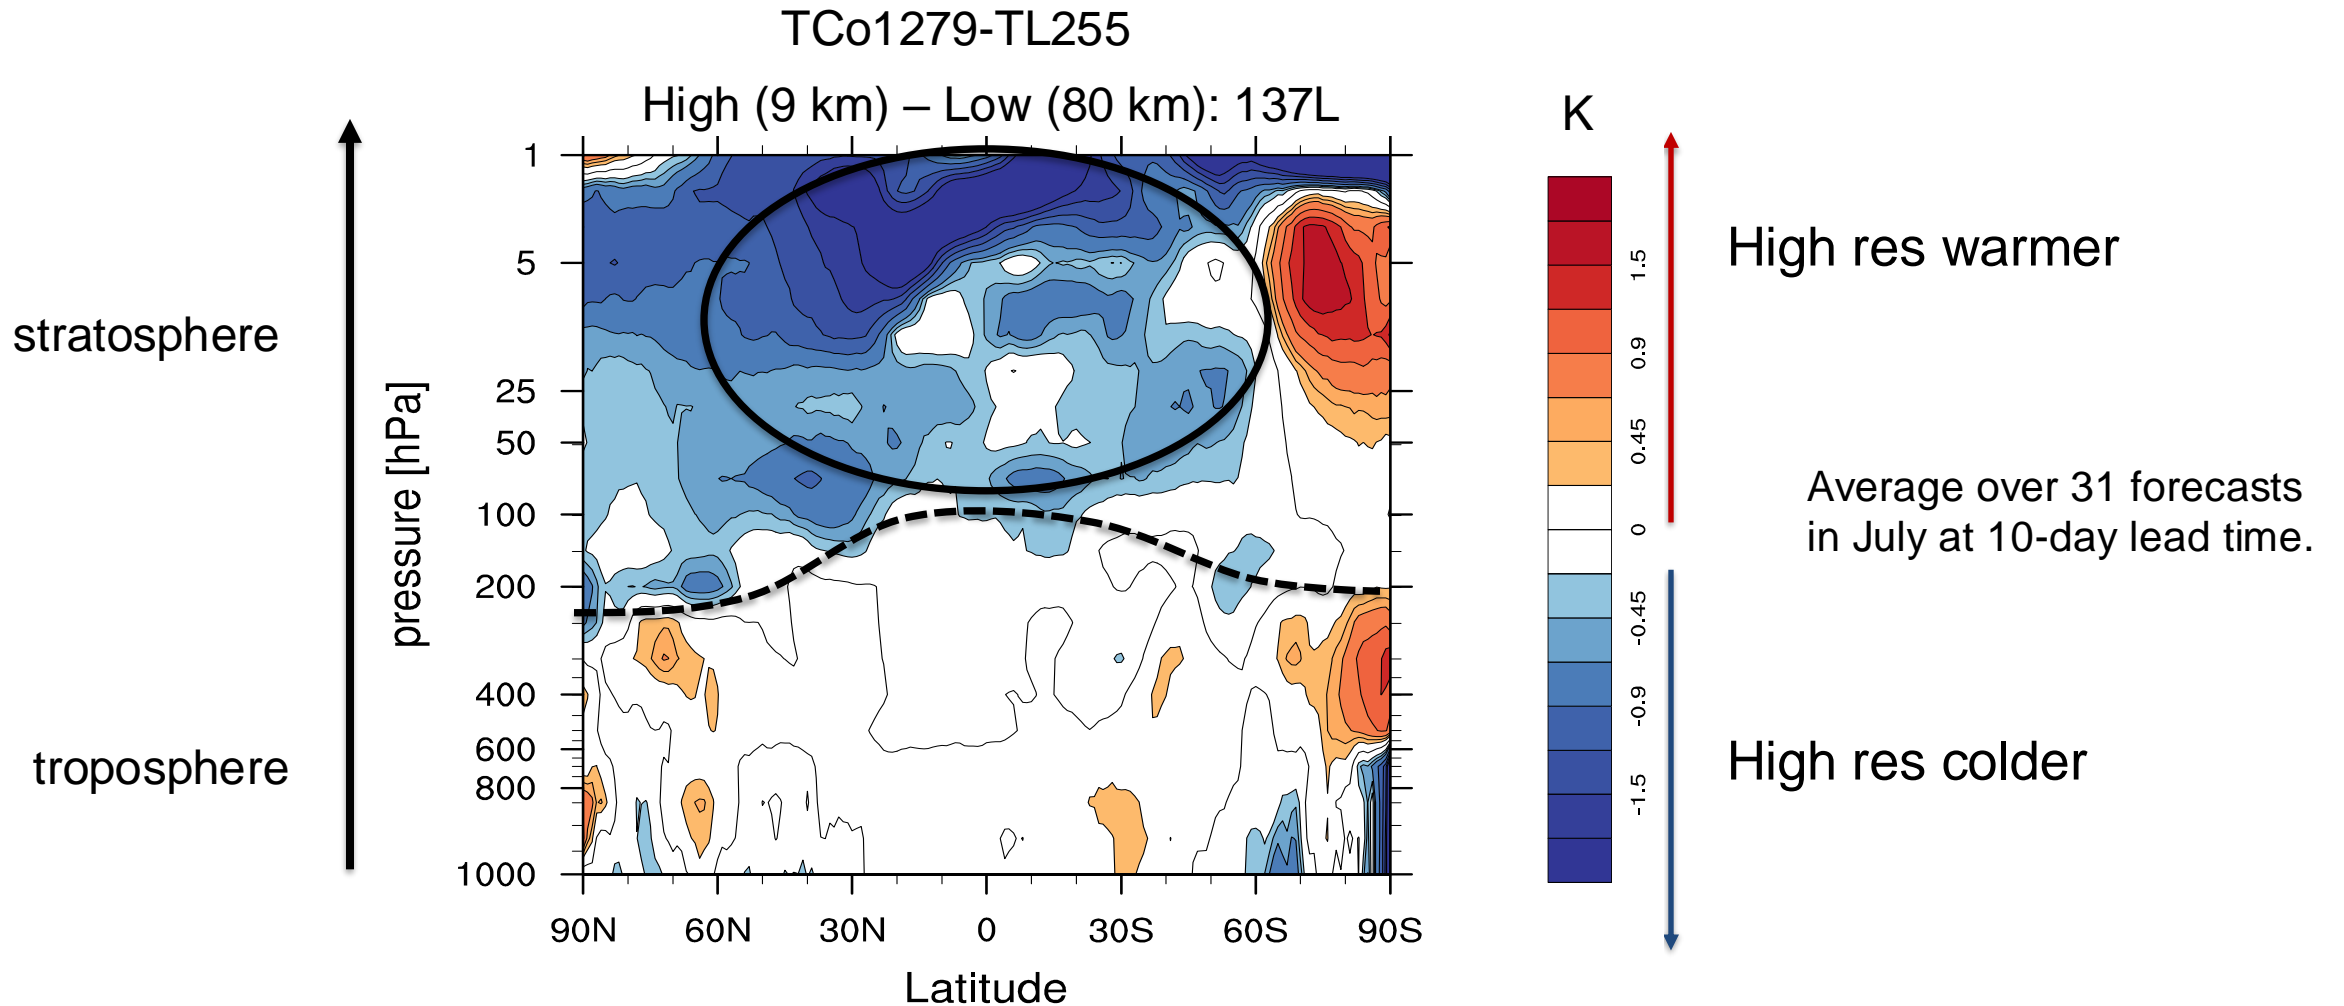 TCo1279-TL255
High (9 km) – Low (80 km): 137L
K
stratosphere
troposphere
pressure [hPa]
1
5
25
50
100
200
400
600
800
1000
90N 60N 30N 0 30S 60S 90S
Latitude
1.5
0.9
0.45
0
-0.45
-0.9
-1.5
High res warmer
Average over 31 forecasts
in July at 10-day lead time.
High res colder